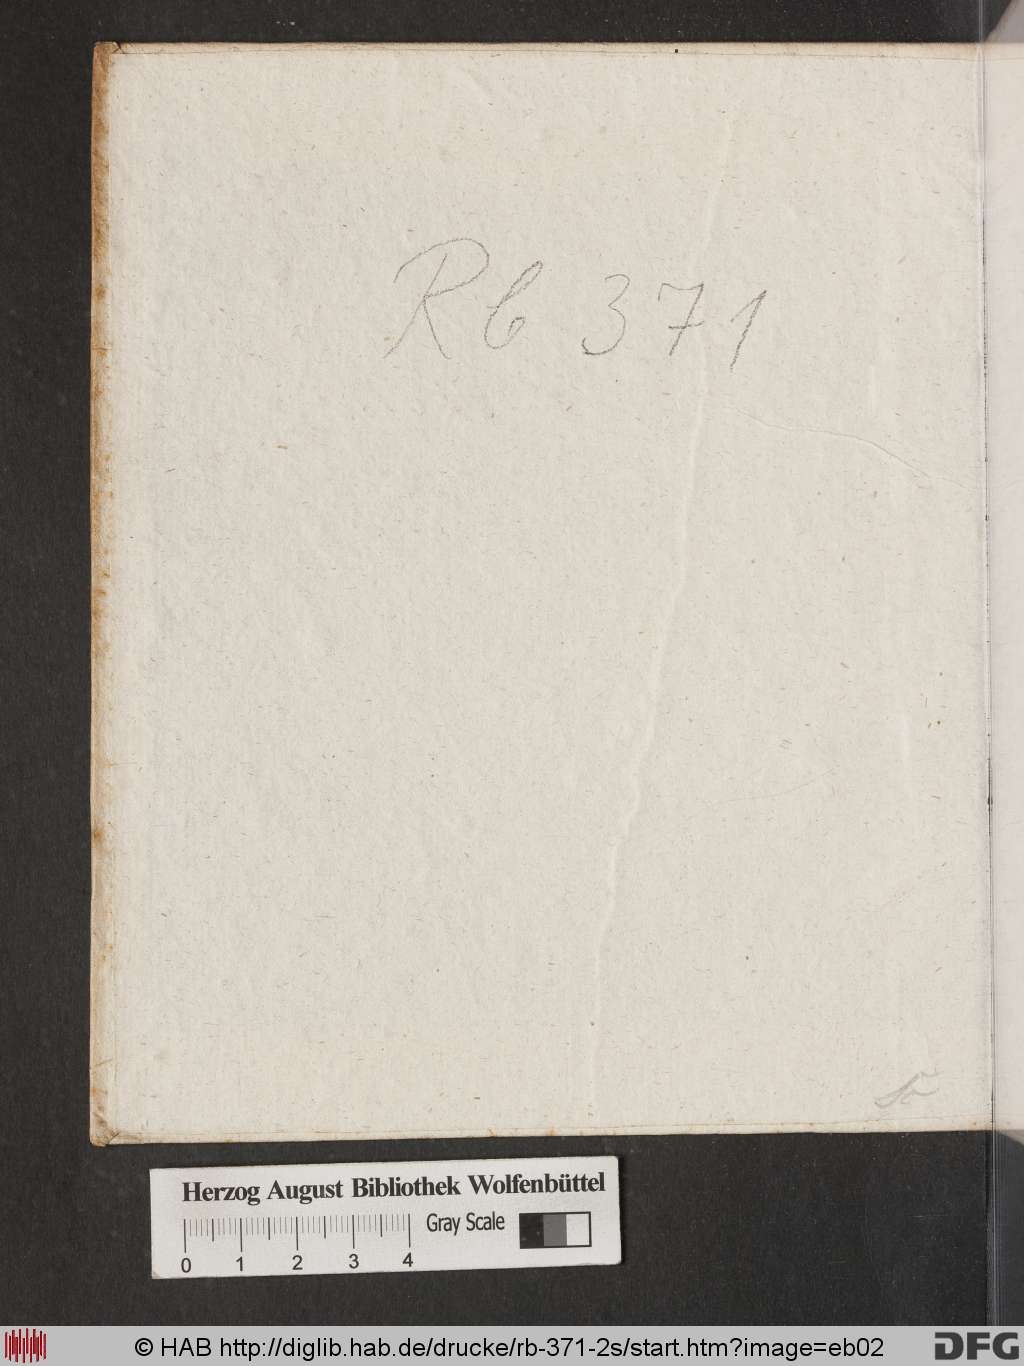 Rb 371
Herzog August Bibliothek Wolfenbüttel
Gray Scale
0 1 2 3 4
© HAB http://diglib.hab.de/drucke/rb-371-2s/start.htm?image=eb02
DFG